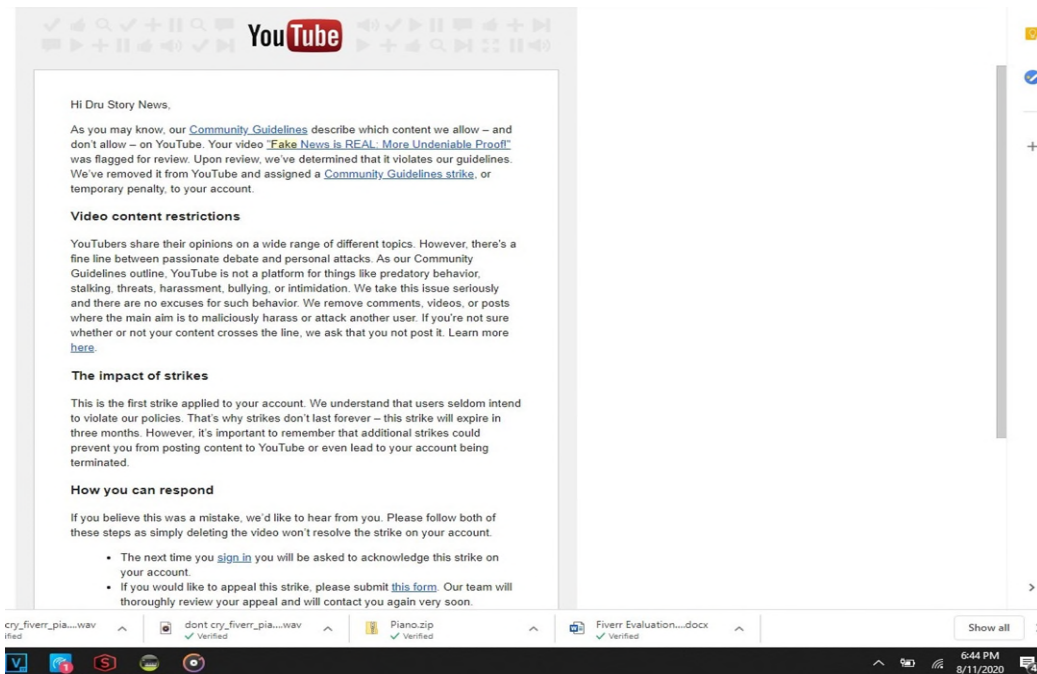 YouTube
Hi Dru Story News,
As you may know, our Community Guidelines describe which content we allow – and
don't allow – on YouTube. Your video "Fake News is REAL: More Undeniable Proof!"
was flagged for review. Upon review, we've determined that it violates our guidelines.
We've removed it from YouTube and assigned a Community Guidelines strike, or
temporary penalty, to your account.
Video content restrictions
YouTubers share their opinions on a wide range of different topics. However, there's a
fine line between passionate debate and personal attacks. As our Community
Guidelines outline, YouTube is not a platform for things like predatory behavior,
stalking, threats, harassment, bullying, or intimidation. We take this issue seriously
and there are no excuses for such behavior. We remove comments, videos, or posts
where the main aim is to maliciously harass or attack another user. If you're not sure
whether or not your content crosses the line, we ask that you not post it. Learn more
here.
The impact of strikes
This is the first strike applied to your account. We understand that users seldom intend
to violate our policies. That's why strikes don't last forever – this strike will expire in
three months. However, it's important to remember that additional strikes could
prevent you from posting content to YouTube or even lead to your account being
terminated.
How you can respond
If you believe this was a mistake, we'd like to hear from you. Please follow both of
these steps as simply deleting the video won't resolve the strike on your account.
• The next time you sign in you will be asked to acknowledge this strike on
your account.
• If you would like to appeal this strike, please submit this form. Our team will
thoroughly review your appeal and will contact you again very soon.
cry_fiverr_pia....wav
ified
dont cry_fiverr_pia....wav
Verified
Piano.zip
Verified
Fiverr Evaluation....docx
Verified
Show all
6:44 PM
8/11/2020